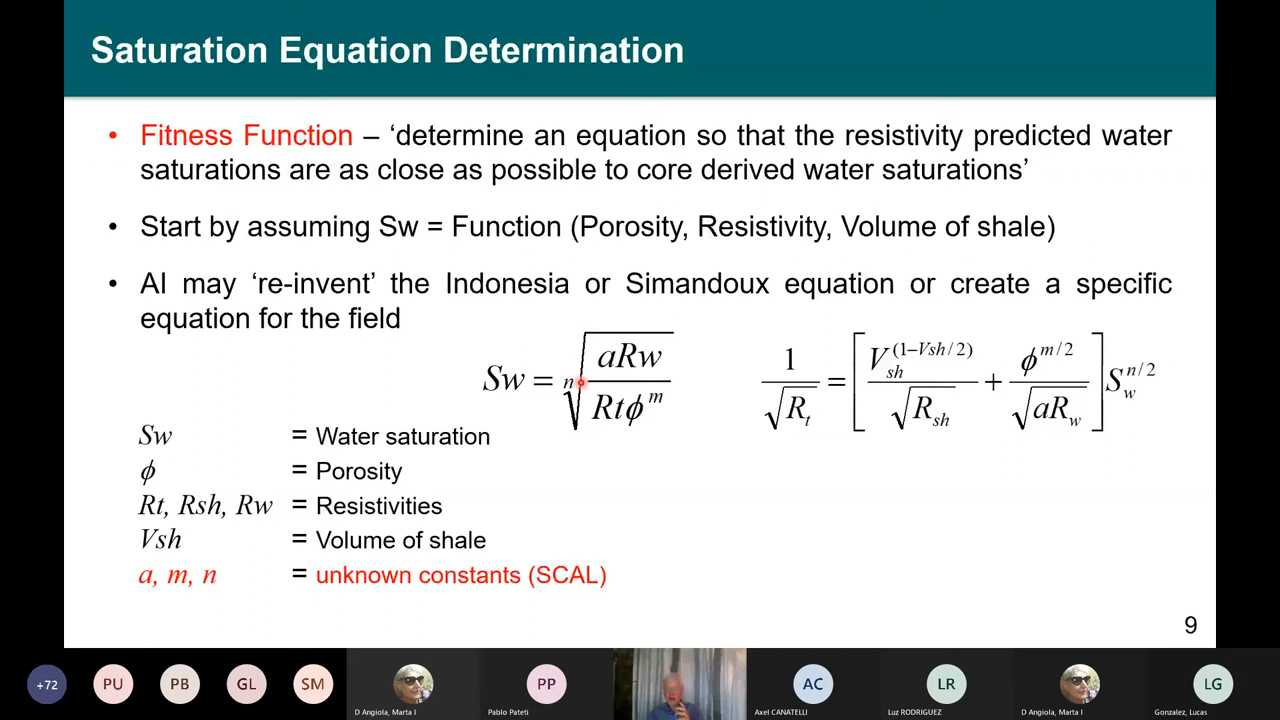 Saturation Equation Determination
• Fitness Function – ‘determine an equation so that the resistivity predicted water
saturations are as close as possible to core derived water saturations’
• Start by assuming Sw = Function (Porosity, Resistivity, Volume of shale)
• AI may ‘re-invent’ the Indonesia or Simandoux equation or create a specific
equation for the field
Sw = ⁿ√(aRw / Rtϕ^m)
1/√R_t = [V_sh^(1−Vsh/2)/√R_sh + ϕ^(m/2)/√(aR_w)] S_w^(n/2)
Sw = Water saturation
ϕ = Porosity
Rt, Rsh, Rw = Resistivities
Vsh = Volume of shale
a, m, n = unknown constants (SCAL)
9
+72 PU PB GL SM PP AC LR LG
D Angiola, Marta I Pablo Pateti Axel CANATELLI Luz RODRIGUEZ D Angiola, Marta I Gonzalez, Lucas